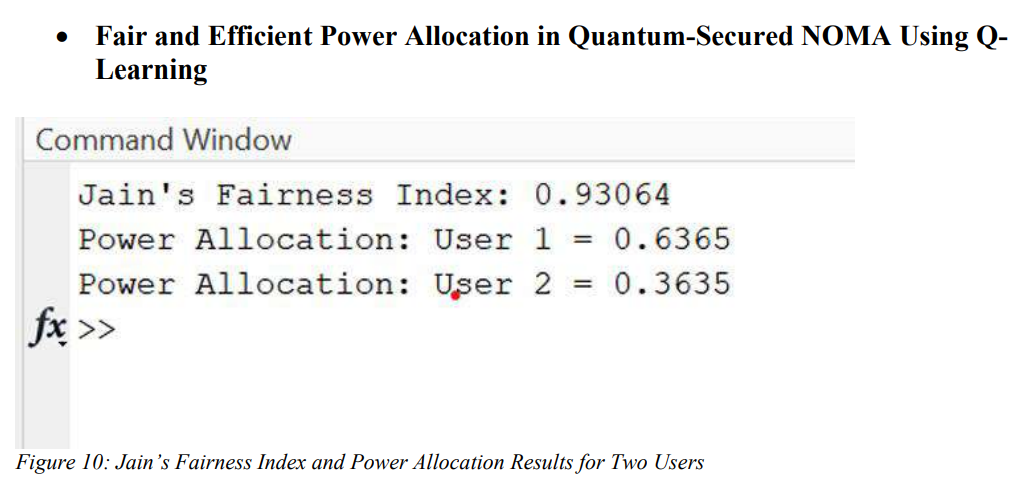 • Fair and Efficient Power Allocation in Quantum-Secured NOMA Using Q-
Learning
Command Window
Jain's Fairness Index: 0.93064
Power Allocation: User 1 = 0.6365
Power Allocation: User 2 = 0.3635
fx >>
Figure 10: Jain’s Fairness Index and Power Allocation Results for Two Users